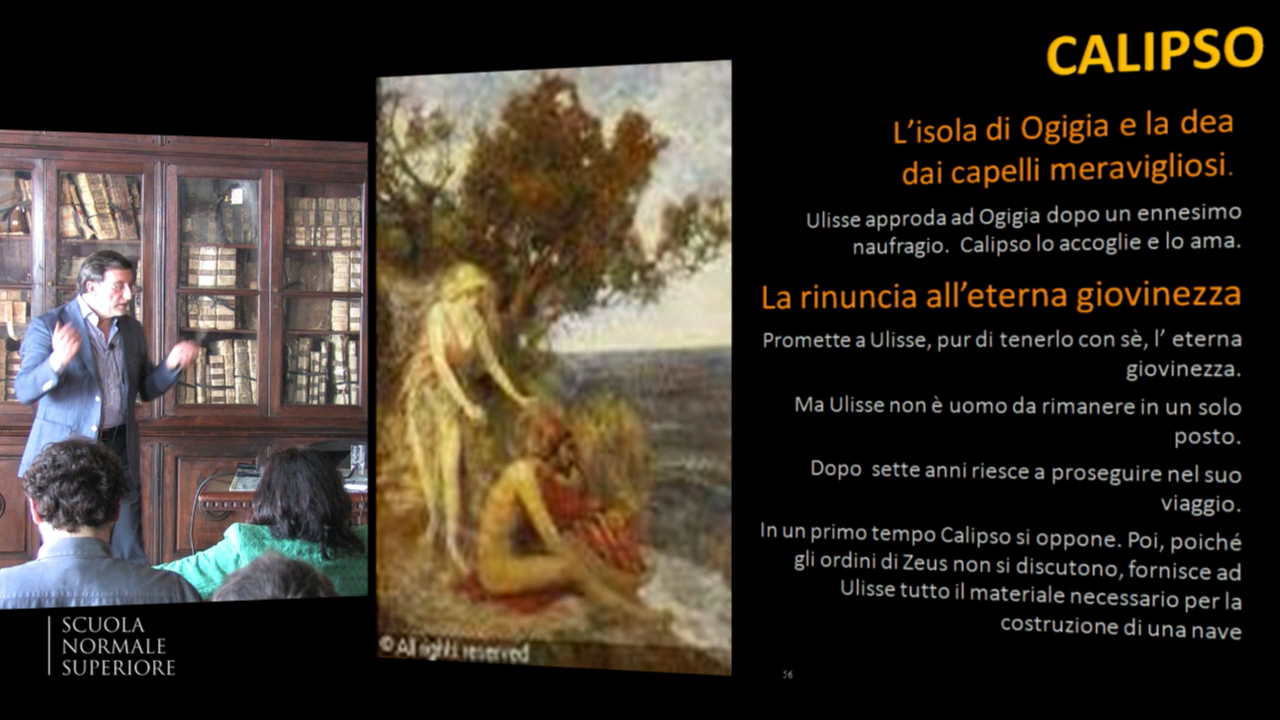 CALIPSO
L’isola di Ogigia e la dea
dai capelli meravigliosi.
Ulisse approda ad Ogigia dopo un ennesimo
naufragio. Calipso lo accoglie e lo ama.
La rinuncia all’eterna giovinezza
Promette a Ulisse, pur di tenerlo con sè, l’ eterna
giovinezza.
Ma Ulisse non è uomo da rimanere in un solo
posto.
Dopo sette anni riesce a proseguire nel suo
viaggio.
In un primo tempo Calipso si oppone. Poi, poiché
gli ordini di Zeus non si discutono, fornisce ad
Ulisse tutto il materiale necessario per la
costruzione di una nave
56
© All rights reserved
SCUOLA
NORMALE
SUPERIORE